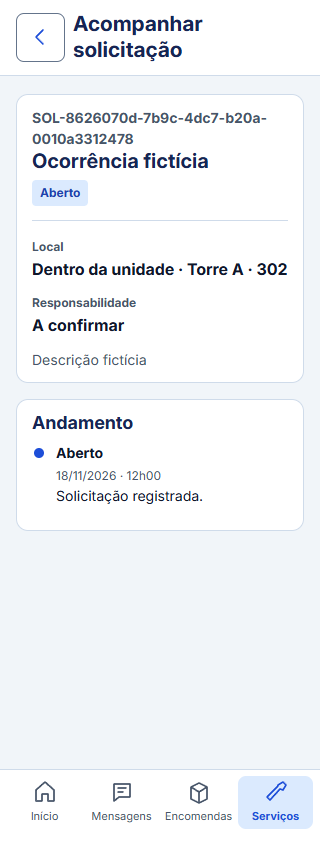 Acompanhar
solicitação
SOL-8626070d-7b9c-4dc7-b20a-
0010a3312478
Ocorrência fictícia
Aberto
Local
Dentro da unidade · Torre A · 302
Responsabilidade
A confirmar
Descrição fictícia
Andamento
Aberto
18/11/2026 · 12h00
Solicitação registrada.
Início
Mensagens
Encomendas
Serviços